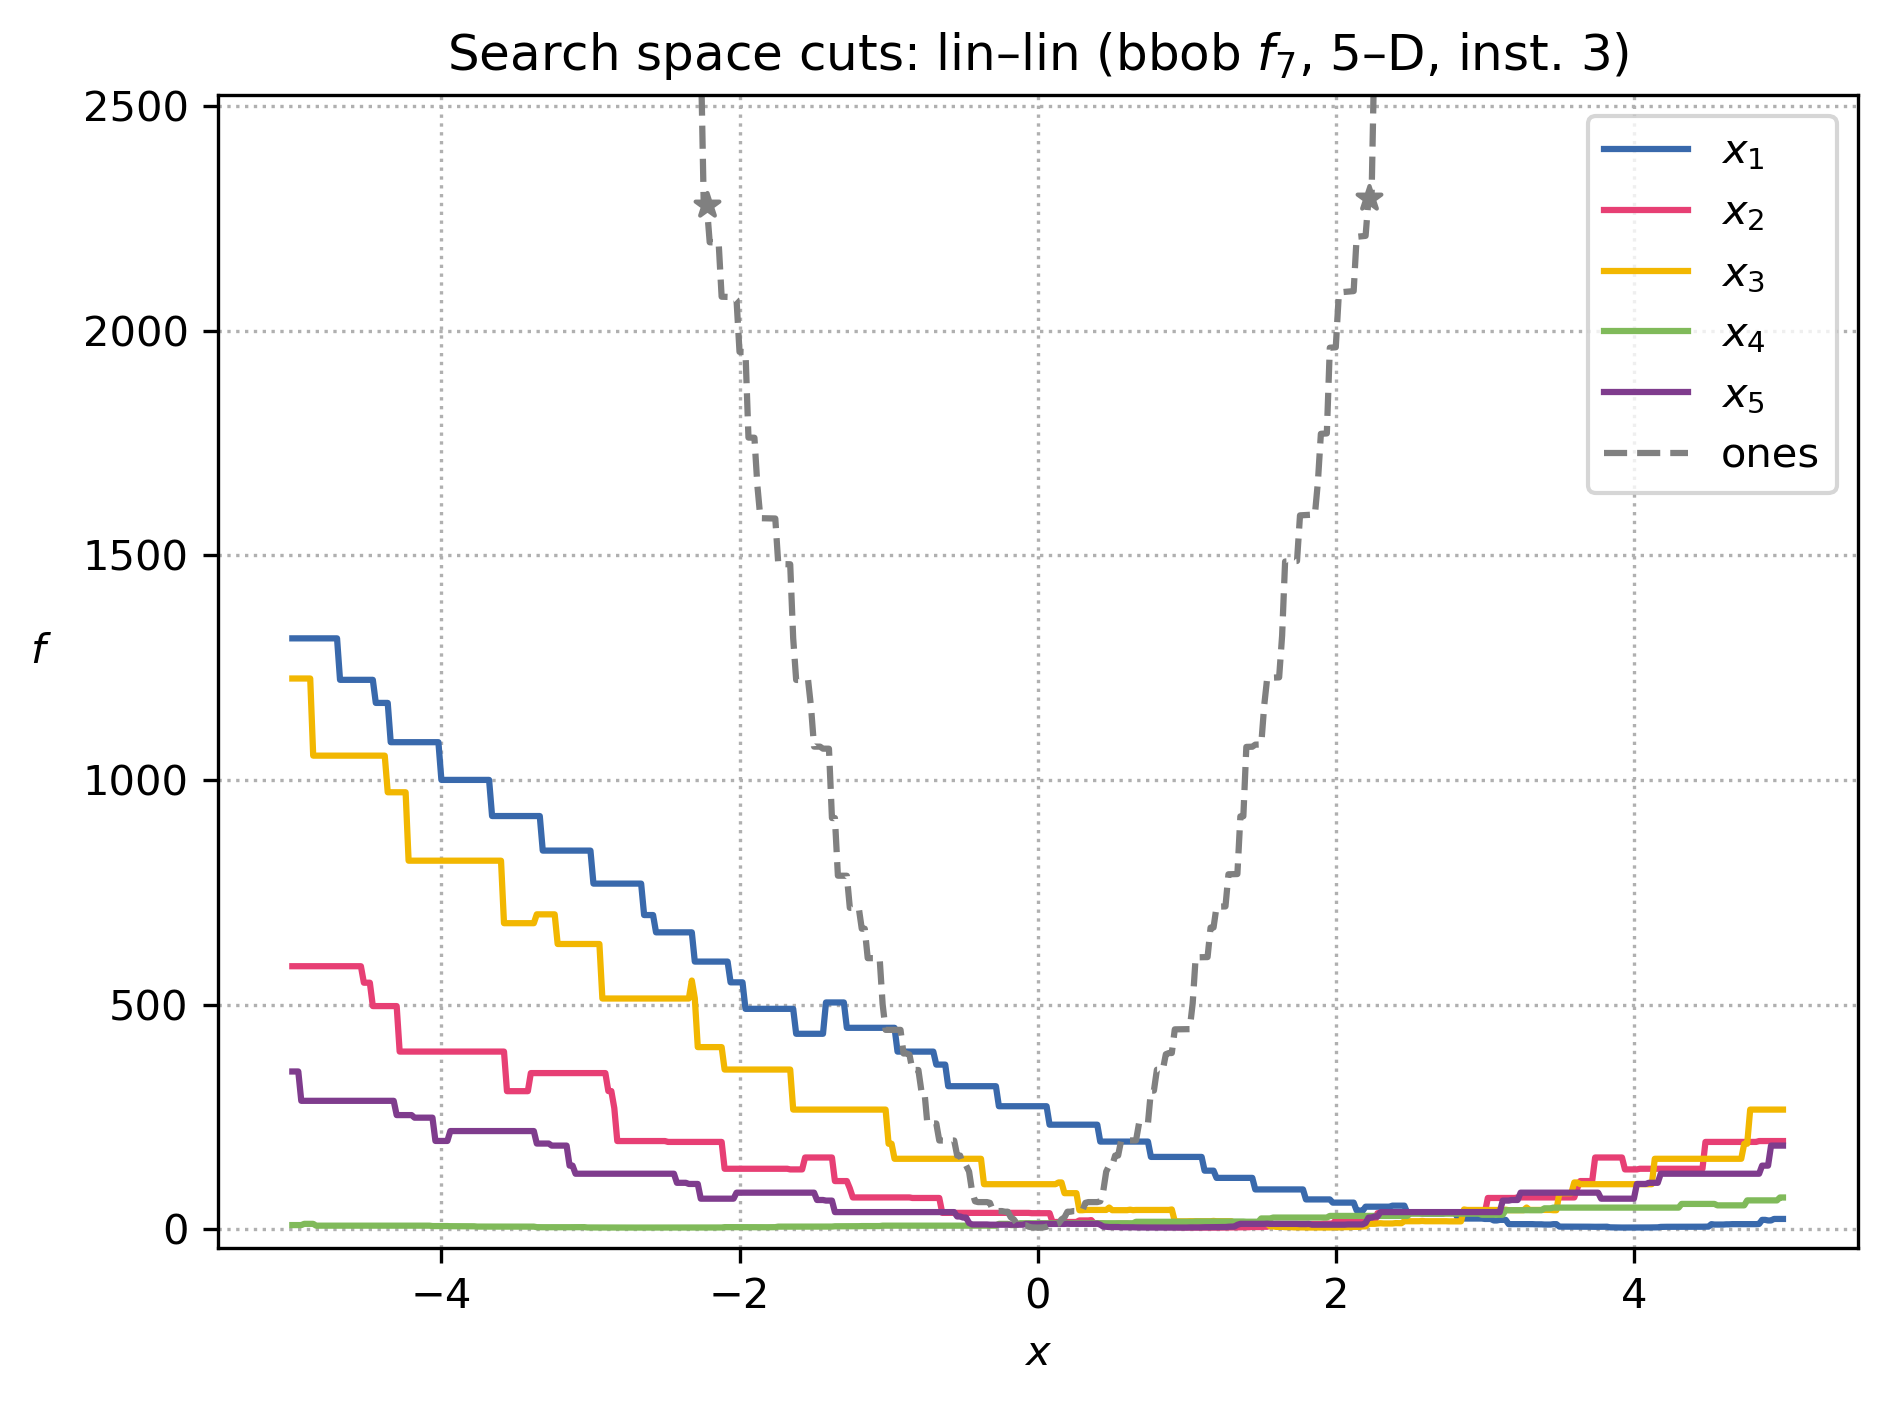 Search space cuts: lin–lin (bbob f₇, 5–D, inst. 3)
2500
2000
1500
1000
500
0
f
−4
−2
0
2
4
x
x₁
x₂
x₃
x₄
x₅
ones